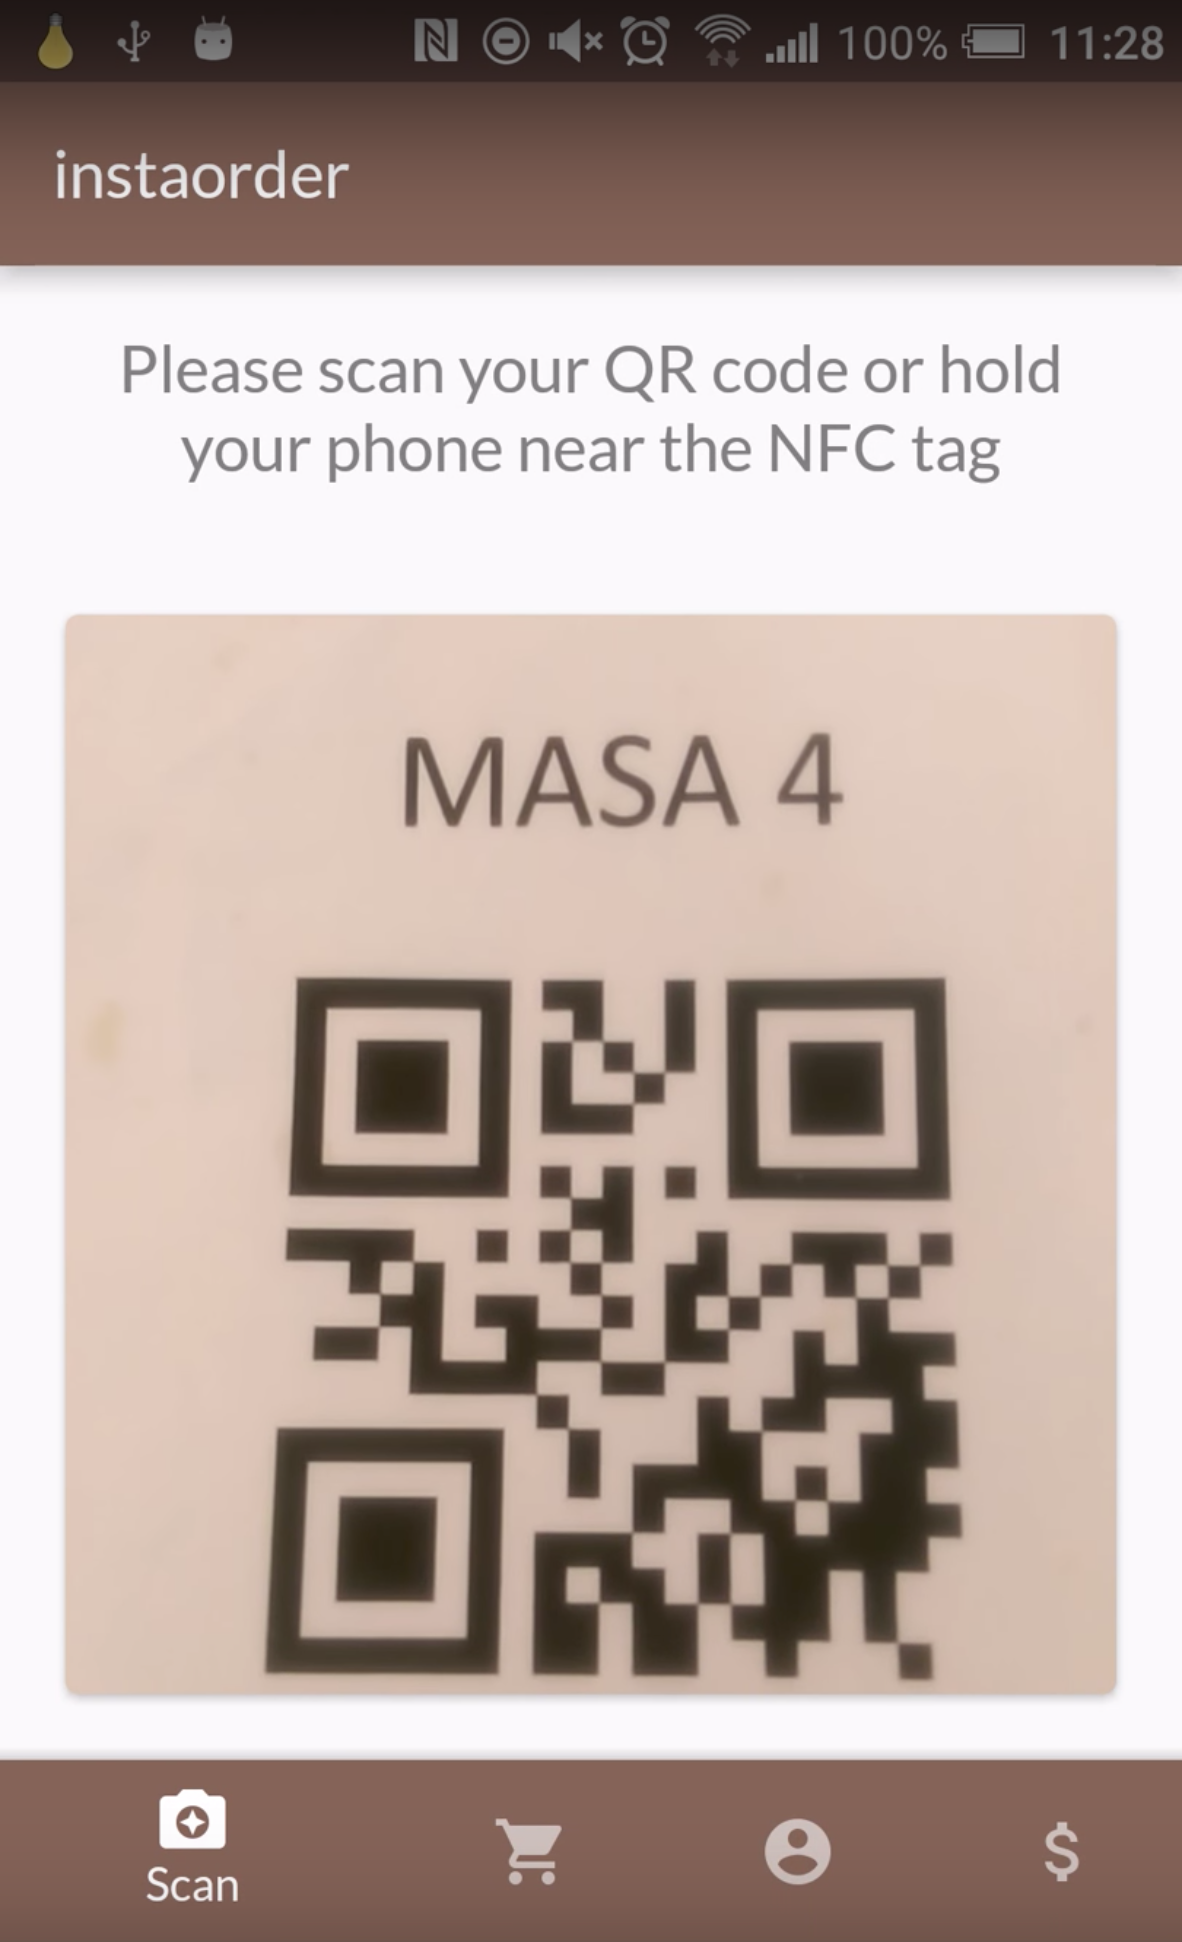 100% 11:28
instaorder
Please scan your QR code or hold
your phone near the NFC tag
MASA 4
Scan